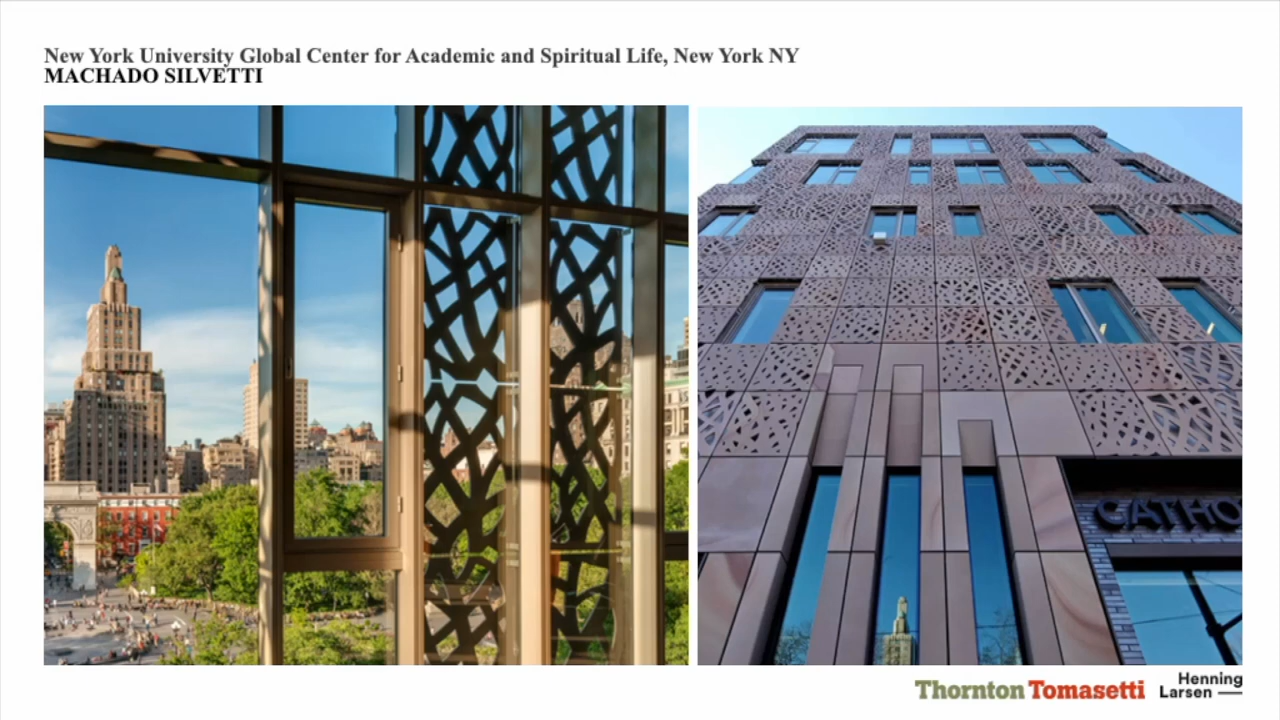 New York University Global Center for Academic and Spiritual Life, New York NY
MACHADO SILVETTI
CATHO
Thornton Tomasetti
Henning
Larsen